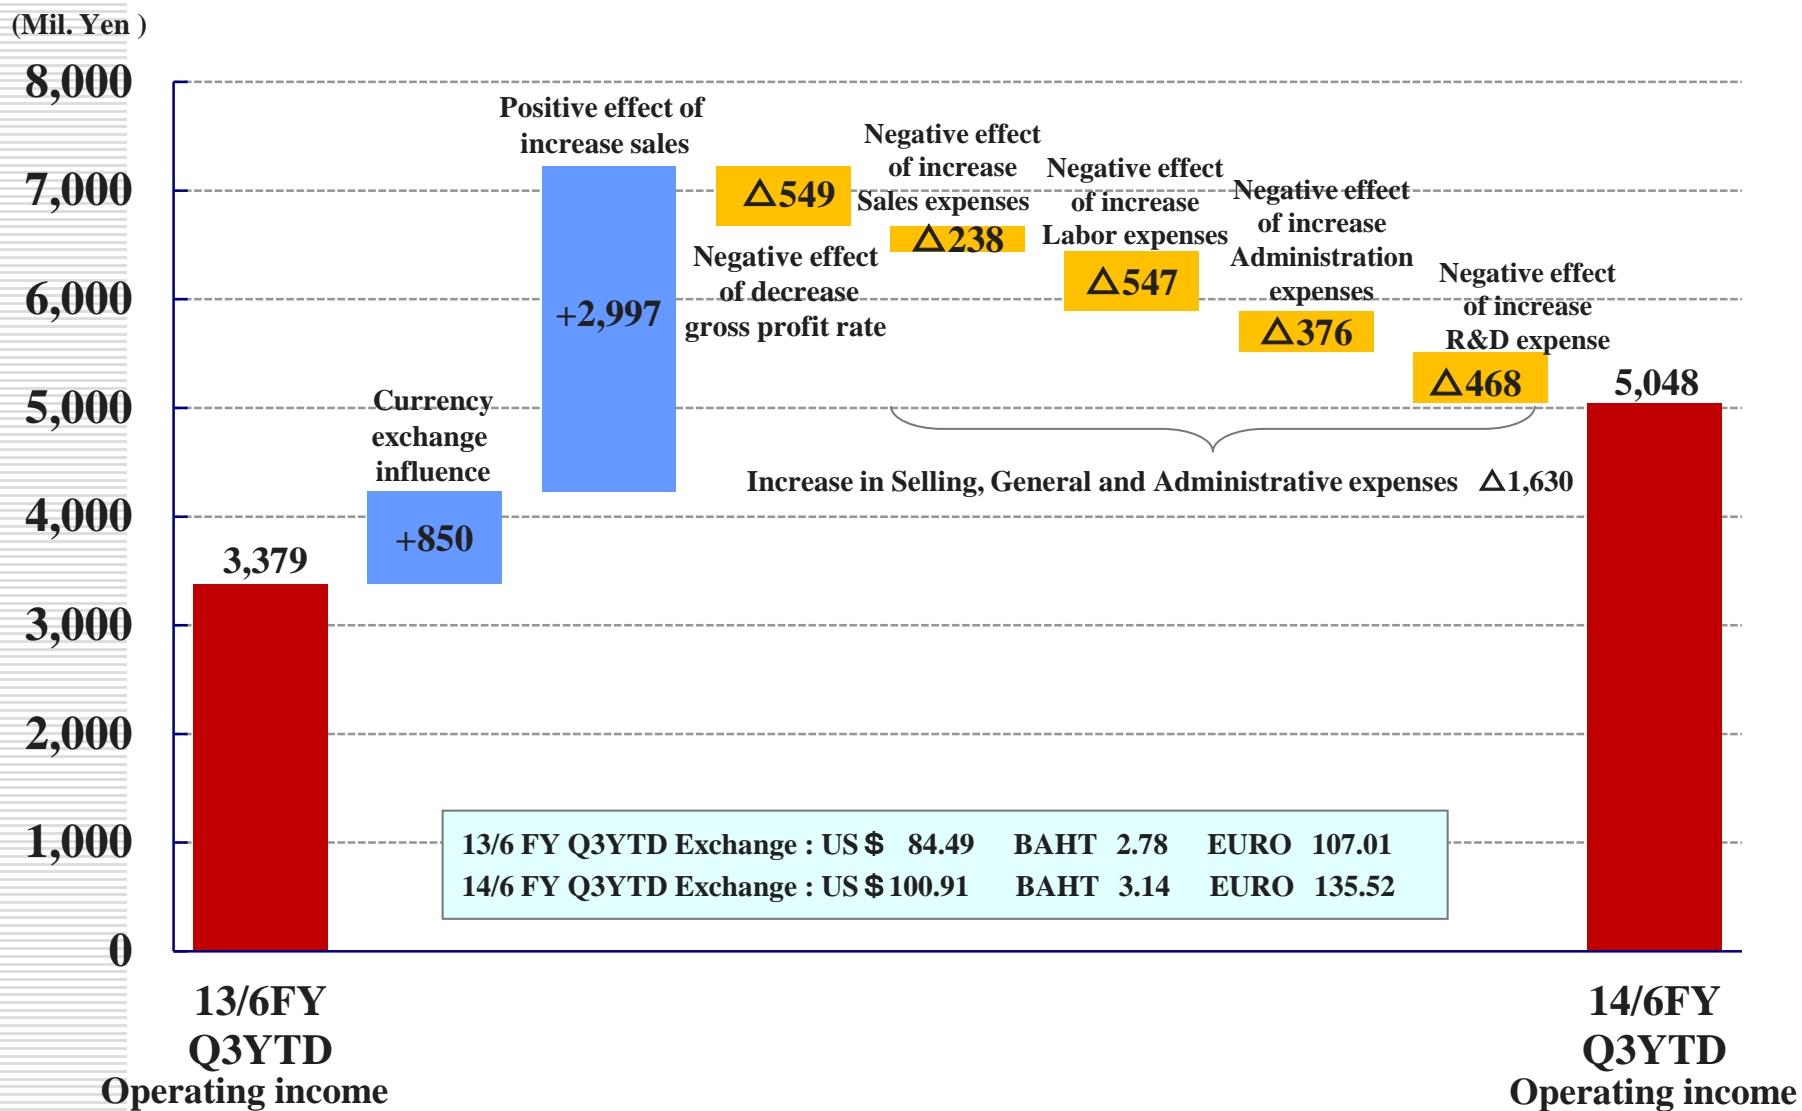 (Mil. Yen )
8,000
7,000
6,000
5,000
4,000
3,000
2,000
1,000
0
3,379
Currency
exchange
influence
+850
Positive effect of
increase sales
+2,997
△549
Negative effect
of decrease
gross profit rate
Negative effect
of increase
Sales expenses
△238
Negative effect
of increase
Labor expenses
△547
Negative effect
of increase
Administration
expenses
△376
Negative effect
of increase
R&D expense
△468
5,048
Increase in Selling, General and Administrative expenses △1,630
13/6 FY Q3YTD Exchange : US $ 84.49 BAHT 2.78 EURO 107.01
14/6 FY Q3YTD Exchange : US $ 100.91 BAHT 3.14 EURO 135.52
13/6FY
Q3YTD
Operating income
14/6FY
Q3YTD
Operating income